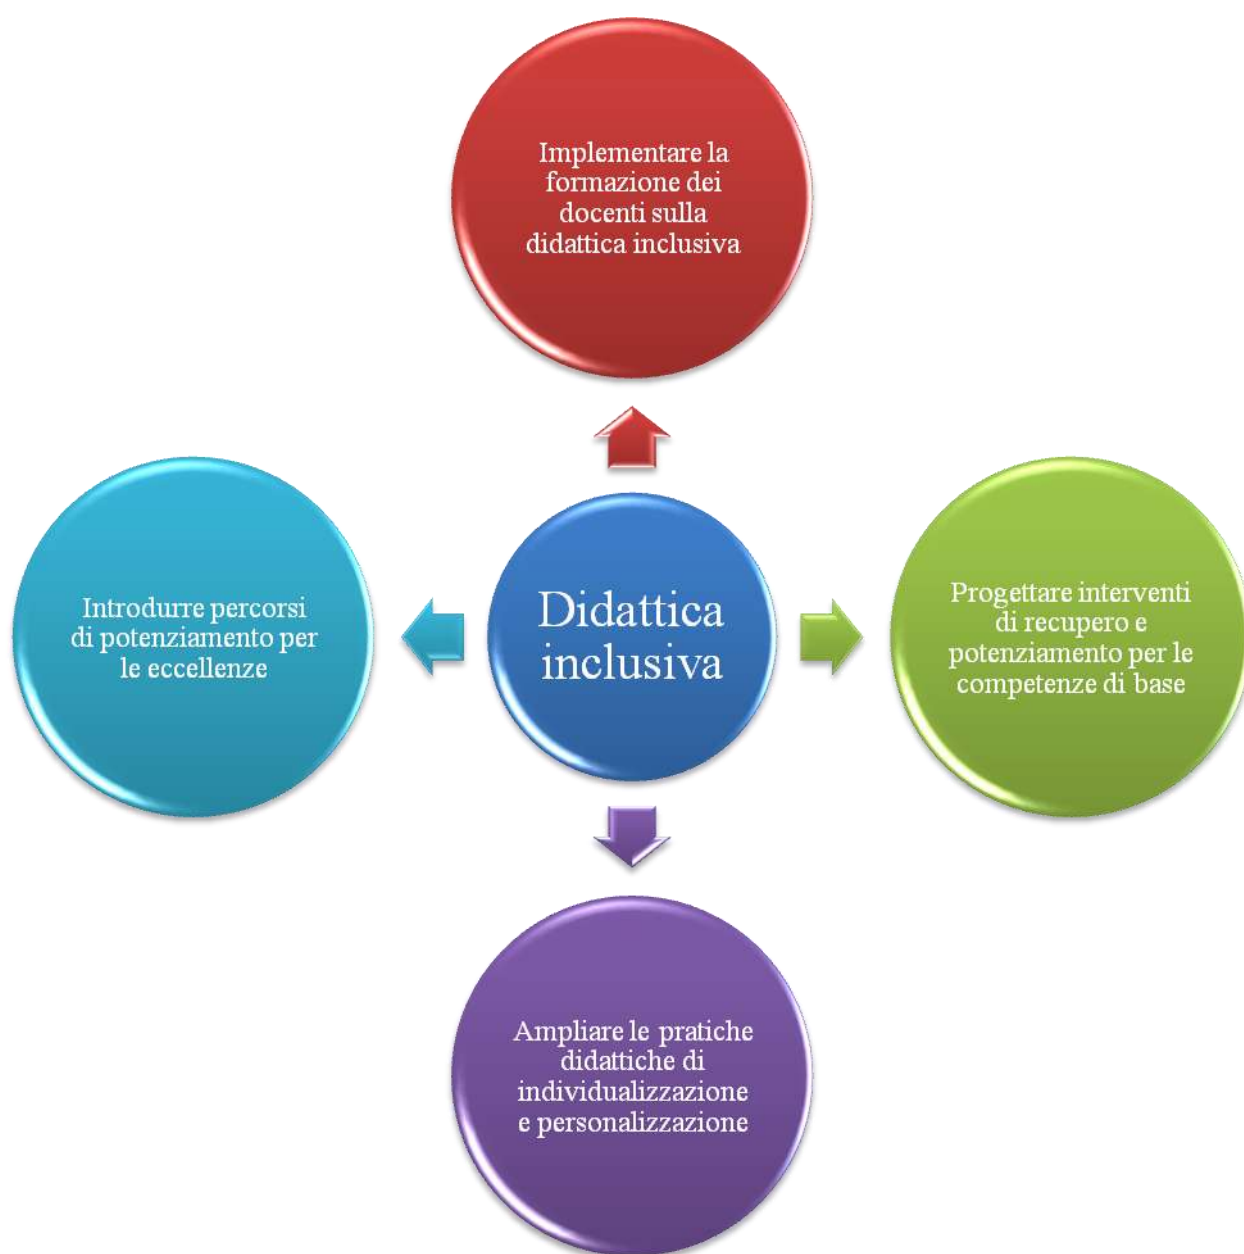 Implementare la
formazione dei
docenti sulla
didattica inclusiva
Introdurre percorsi
di potenziamento per
le eccellenze
Didattica
inclusiva
Progettare interventi
di recupero e
potenziamento per le
competenze di base
Ampliare le pratiche
didattiche di
individualizzazione
e personalizzazione